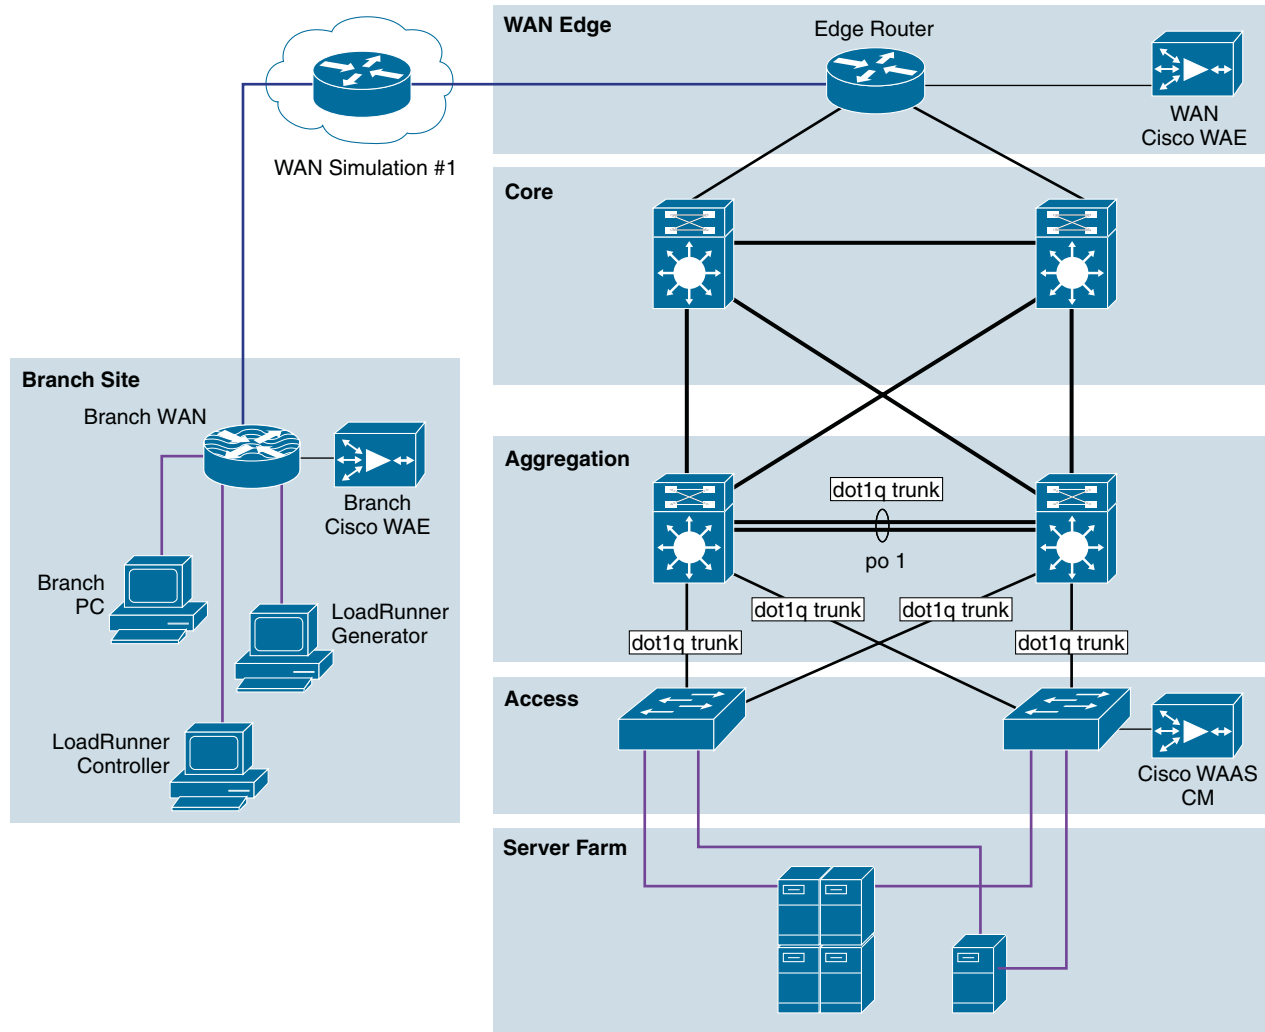 WAN Edge
Edge Router
WAN
Cisco WAE
WAN Simulation #1
Core
Branch Site
Branch WAN
Branch
Cisco WAE
Branch
PC
LoadRunner
Generator
LoadRunner
Controller
Aggregation
dot1q trunk
po 1
dot1q trunk
dot1q trunk
dot1q trunk
dot1q trunk
Access
Cisco WAAS
CM
Server Farm